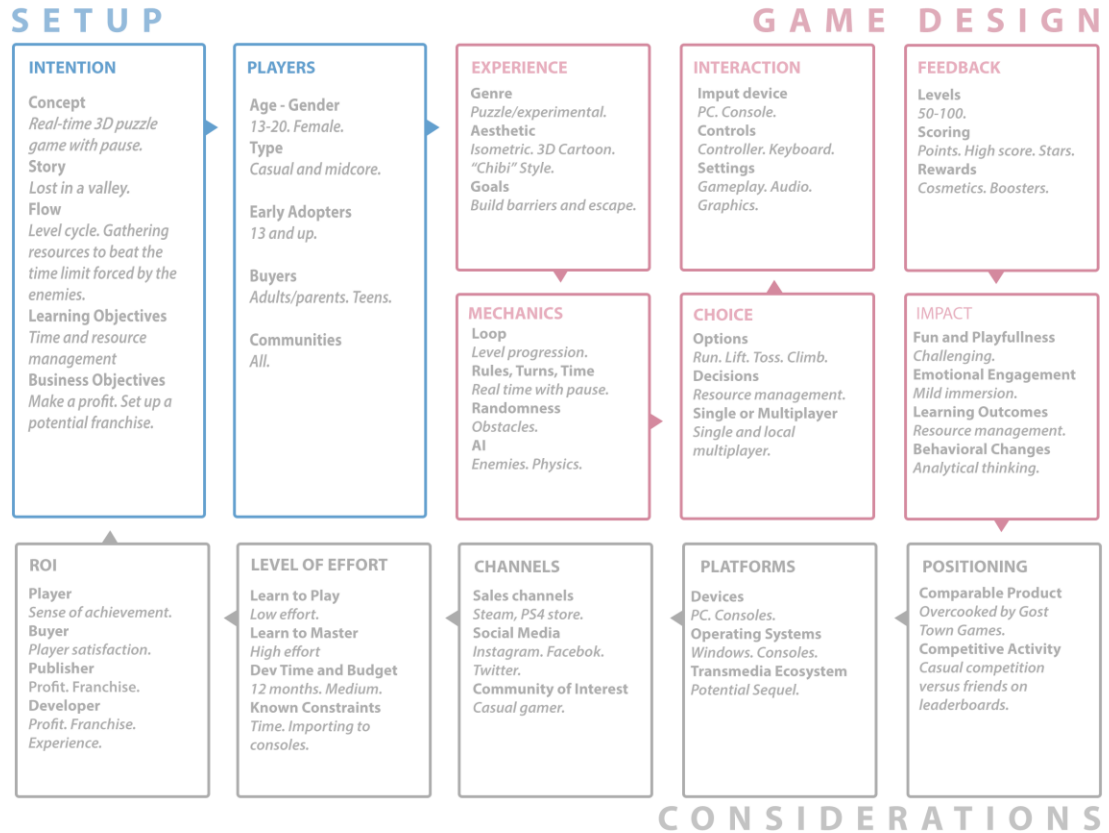 SETUP
GAME DESIGN
INTENTION
Concept
Real-time 3D puzzle
game with pause.
Story
Lost in a valley.
Flow
Level cycle. Gathering
resources to beat the
time limit forced by the
enemies.
Learning Objectives
Time and resource
management
Business Objectives
Make a profit. Set up a
potential franchise.
PLAYERS
Age - Gender
13-20. Female.
Type
Casual and midcore.
Early Adopters
13 and up.
Buyers
Adults/parents. Teens.
Communities
All.
EXPERIENCE
Genre
Puzzle/experimental.
Aesthetic
Isometric. 3D Cartoon.
“Chibi” Style.
Goals
Build barriers and escape.
MECHANICS
Loop
Level progression.
Rules, Turns, Time
Real time with pause.
Randomness
Obstacles.
AI
Enemies. Physics.
CHOICE
Options
Run. Lift. Toss. Climb.
Decisions
Resource management.
Single or Multiplayer
Single and local
multiplayer.
INTERACTION
Imput device
PC. Console.
Controls
Controller. Keyboard.
Settings
Gameplay. Audio.
Graphics.
FEEDBACK
Levels
50-100.
Scoring
Points. High score. Stars.
Rewards
Cosmetics. Boosters.
IMPACT
Fun and Playfullness
Challenging.
Emotional Engagement
Mild immersion.
Learning Outcomes
Resource management.
Behavioral Changes
Analytical thinking.
POSITIONING
Comparable Product
Overcooked by Gost
Town Games.
Competitive Activity
Casual competition
versus friends on
leaderboards.
PLATFORMS
Devices
PC. Consoles.
Operating Systems
Windows. Consoles.
Transmedia Ecosystem
Potential Sequel.
CHANNELS
Sales channels
Steam, PS4 store.
Social Media
Instagram. Facebok.
Twitter.
Community of Interest
Casual gamer.
LEVEL OF EFFORT
Learn to Play
Low effort.
Learn to Master
High effort
Dev Time and Budget
12 months. Medium.
Known Constraints
Time. Importing to
consoles.
ROI
Player
Sense of achievement.
Buyer
Player satisfaction.
Publisher
Profit. Franchise.
Developer
Profit. Franchise.
Experience.
CONSIDERATIONS